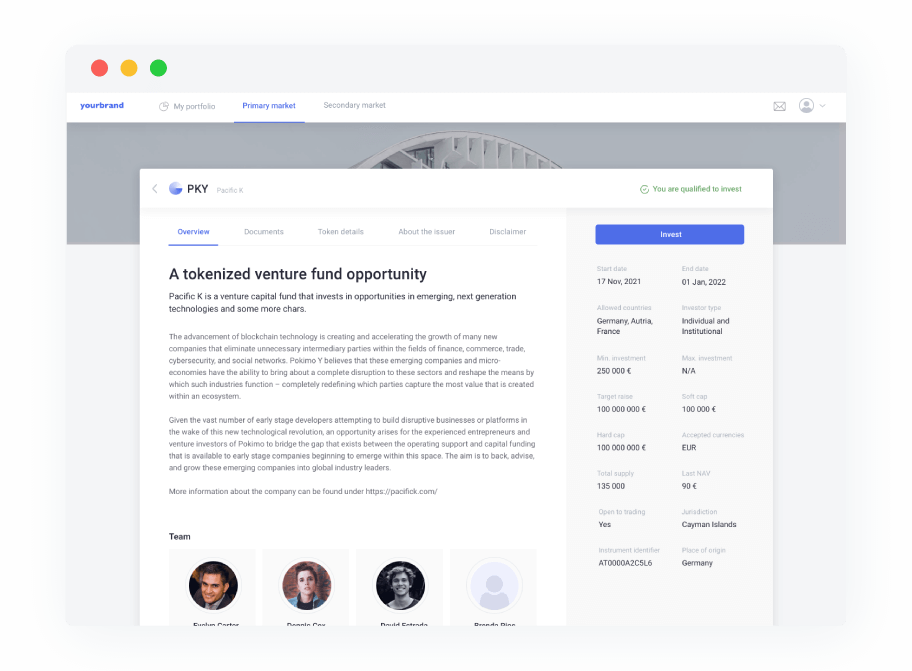 yourbrand
My portfolio
Primary market
Secondary market
PKY
Pacific K
You are qualified to invest
Overview
Documents
Token details
About the issuer
Disclaimer
A tokenized venture fund opportunity
Pacific K is a venture capital fund that invests in opportunities in emerging, next generation
technologies and some more chars.
The advancement of blockchain technology is creating and accelerating the growth of many new
companies that eliminate unnecessary intermediary parties within the fields of finance, commerce, trade,
cybersecurity, and social networks. Pokimo Y believes that these emerging companies and micro-
economies have the ability to bring about a complete disruption to these sectors and reshape the means by
which such industries function – completely redefining which parties capture the most value that is created
within an ecosystem.
Given the vast number of early stage developers attempting to build disruptive businesses or platforms in
the wake of this new technological revolution, an opportunity arises for the experienced entrepreneurs and
venture investors of Pokimo to bridge the gap that exists between the operating support and capital funding
that is available to early stage companies beginning to emerge within this space. The aim is to back, advise,
and grow these emerging companies into global industry leaders.
More information about the company can be found under https://pacifick.com/
Team
Evelyn Carter
Dennis Cox
David Estrada
Brenda Rice
Invest
Start date
End date
17 Nov, 2021
01 Jan, 2022
Allowed countries
Investor type
Germany, Autria,
France
Individual and
Institutional
Min. investment
Max. investment
250 000 €
N/A
Target raise
Soft cap
100 000 000 €
100 000 €
Hard cap
Accepted currencies
100 000 000 €
EUR
Total supply
Last NAV
135 000
90 €
Open to trading
Jurisdiction
Yes
Cayman Islands
Instrument identifier
Place of origin
AT0000A2C5L6
Germany